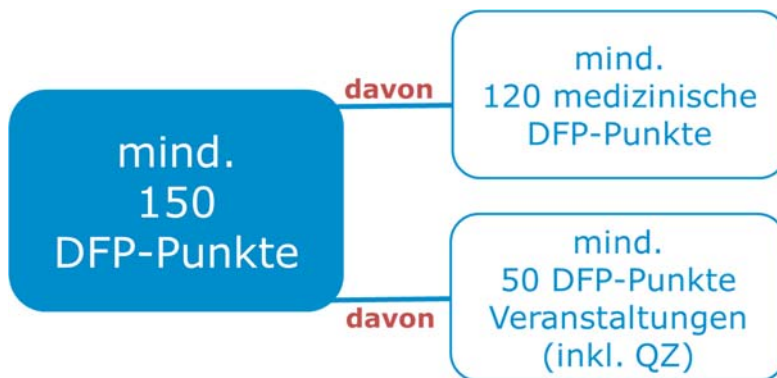 mind.
150
DFP-Punkte
davon
mind.
120 medizinische
DFP-Punkte
davon
mind.
50 DFP-Punkte
Veranstaltungen
(inkl. QZ)